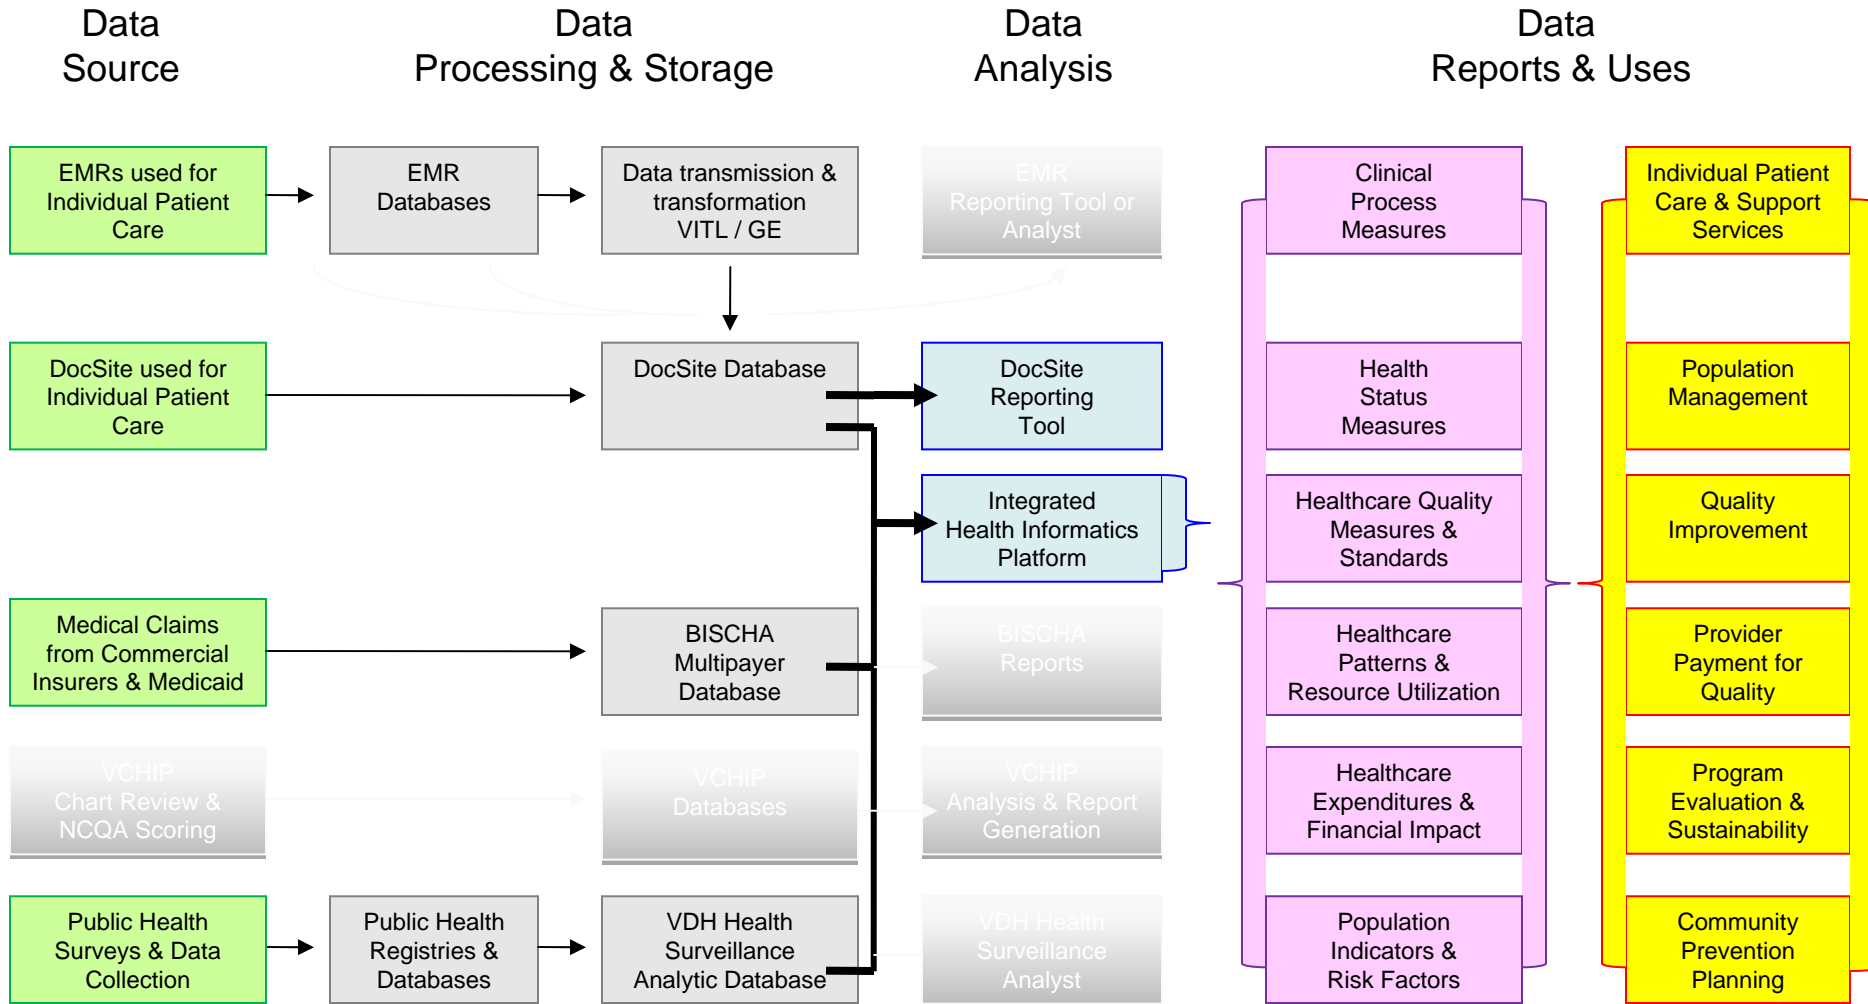 Data
Source
Data
Processing & Storage
Data
Analysis
Data
Reports & Uses
EMRs used for
Individual Patient
Care
EMR
Databases
Data transmission &
transformation
VITL / GE
EMR
Reporting Tool or
Analyst
Clinical
Process
Measures
Individual Patient
Care & Support
Services
DocSite used for
Individual Patient
Care
DocSite Database
DocSite
Reporting
Tool
Health
Status
Measures
Population
Management
Integrated
Health Informatics
Platform
Healthcare Quality
Measures &
Standards
Quality
Improvement
Medical Claims
from Commercial
Insurers & Medicaid
BISCHA
Multipayer
Database
BISCHA
Reports
Healthcare
Patterns &
Resource Utilization
Provider
Payment for
Quality
VCHIP
Chart Review &
NCQA Scoring
VCHIP
Databases
VCHIP
Analysis & Report
Generation
Healthcare
Expenditures &
Financial Impact
Program
Evaluation &
Sustainability
Public Health
Surveys & Data
Collection
Public Health
Registries &
Databases
VDH Health
Surveillance
Analytic Database
VDH Health
Surveillance
Analyst
Population
Indicators &
Risk Factors
Community
Prevention
Planning